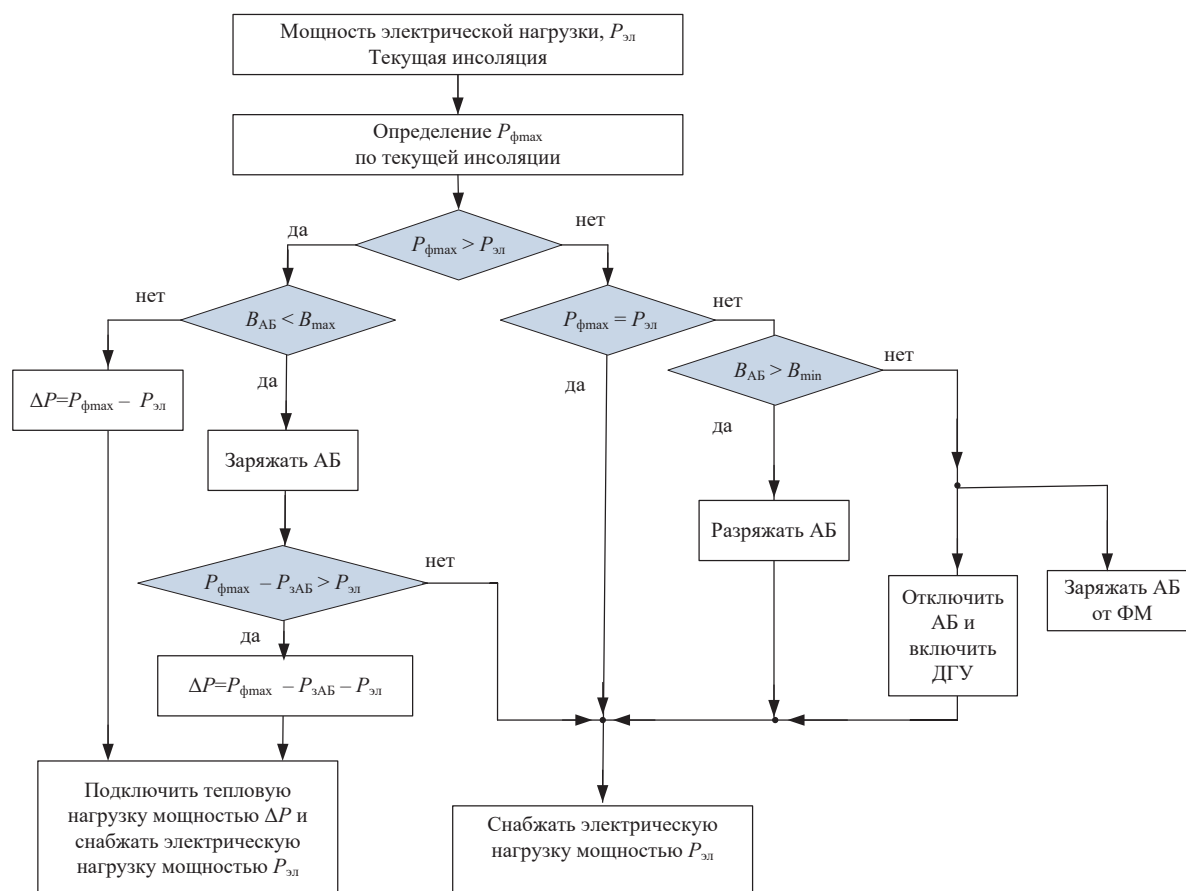 Мощность электрической нагрузки, Pэл
Текущая инсоляция
Определение Pфmax
по текущей инсоляции
да
нет
Pфmax > Pэл
нет
BАБ < Bmax
Pфmax = Pэл
нет
BАБ > Bmin
нет
да
да
ΔP=Pфmax – Pэл
да
Заряжать АБ
Разряжать АБ
Pфmax – PзАБ > Pэл
нет
Отключить
АБ и
включить
ДГУ
Заряжать АБ
от ФМ
да
ΔP=Pфmax – PзАБ – Pэл
Подключить тепловую
нагрузку мощностью ΔP и
снабжать электрическую
нагрузку мощностью Pэл
Снабжать электрическую
нагрузку мощностью Pэл